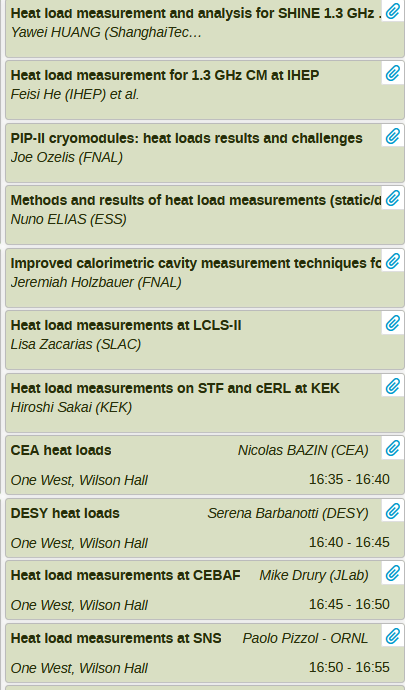 Heat load measurement and analysis for SHINE 1.3 GHz .
Yawei HUANG (ShanghaiTec...
Heat load measurement for 1.3 GHz CM at IHEP
Feisi He (IHEP) et al.
PIP-II cryomodules: heat loads results and challenges
Joe Ozelis (FNAL)
Methods and results of heat load measurements (static/d
Nuno ELIAS (ESS)
Improved calorimetric cavity measurement techniques fo
Jeremiah Holzbauer (FNAL)
Heat load measurements at LCLS-II
Lisa Zacarias (SLAC)
Heat load measurements on STF and cERL at KEK
Hiroshi Sakai (KEK)
CEA heat loads Nicolas BAZIN (CEA)
One West, Wilson Hall 16:35 - 16:40
DESY heat loads Serena Barbanotti (DESY)
One West, Wilson Hall 16:40 - 16:45
Heat load measurements at CEBAF Mike Drury (JLab)
One West, Wilson Hall 16:45 - 16:50
Heat load measurements at SNS Paolo Pizzol - ORNL
One West, Wilson Hall 16:50 - 16:55